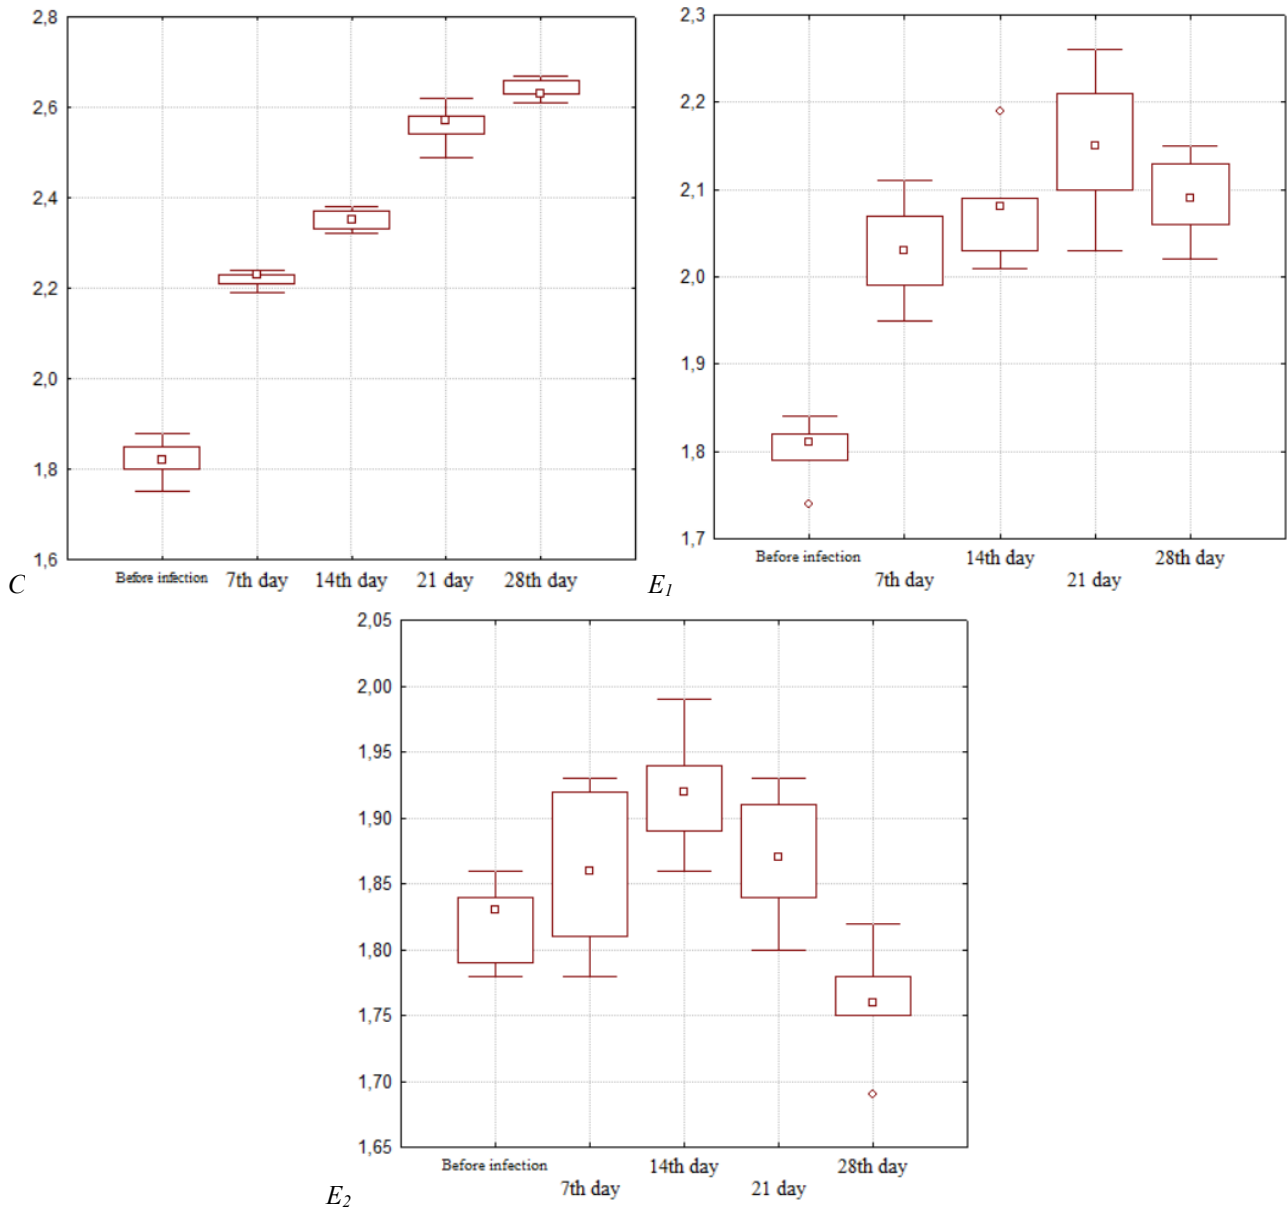 2,8
2,6
2,4
2,2
2,0
1,8
1,6
Before infection 7th day 14th day 21 day 28th day
C
2,3
2,2
2,1
2,0
1,9
1,8
1,7
Before infection 14th day 28th day
7th day 21 day
E1
2,05
2,00
1,95
1,90
1,85
1,80
1,75
1,70
1,65
Before infection 14th day 28th day
7th day 21 day
E2